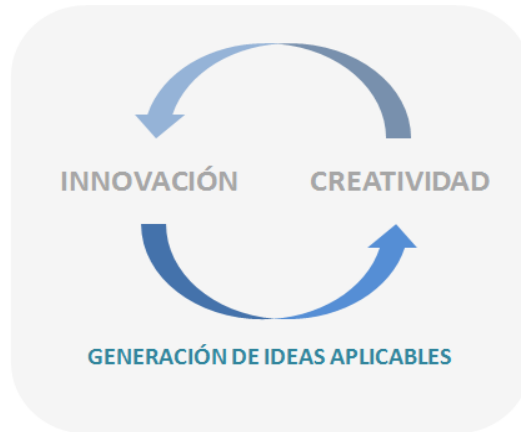 INNOVACIÓN CREATIVIDAD
GENERACIÓN DE IDEAS APLICABLES